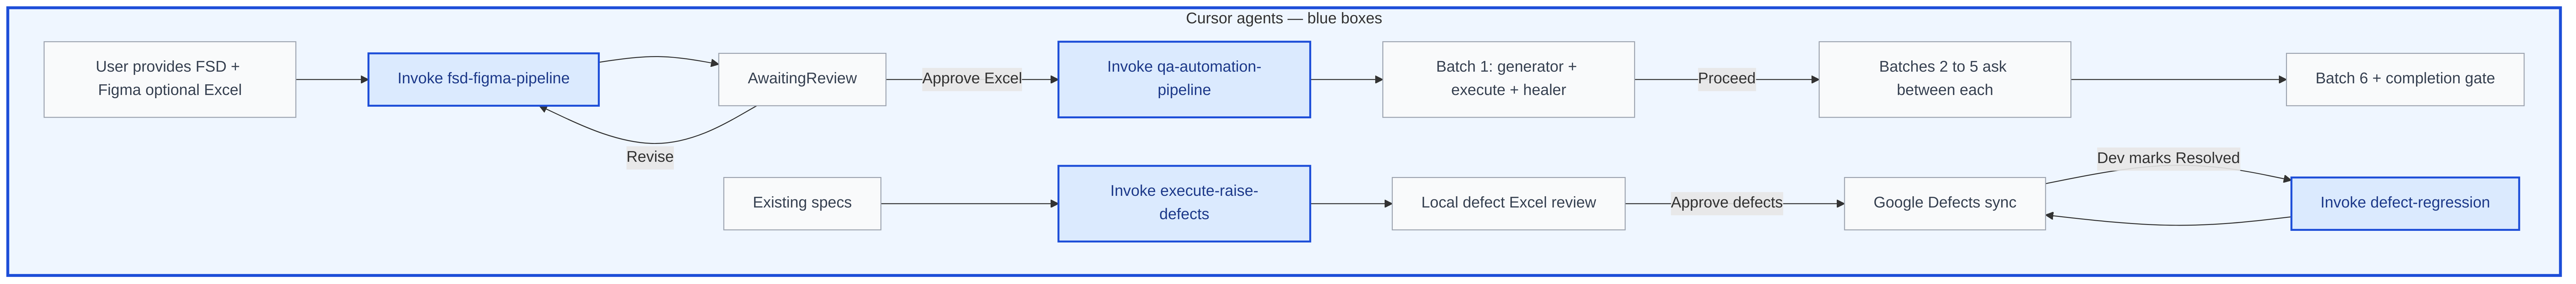 Cursor agents — blue boxes
User provides FSD +
Figma optional Excel
Invoke fsd-figma-pipeline
AwaitingReview
Approve Excel
Invoke qa-automation-
pipeline
Batch 1: generator +
execute + healer
Proceed
Batches 2 to 5 ask
between each
Batch 6 + completion gate
Revise
Existing specs
Invoke execute-raise-
defects
Local defect Excel review
Approve defects
Google Defects sync
Dev marks Resolved
Invoke defect-regression